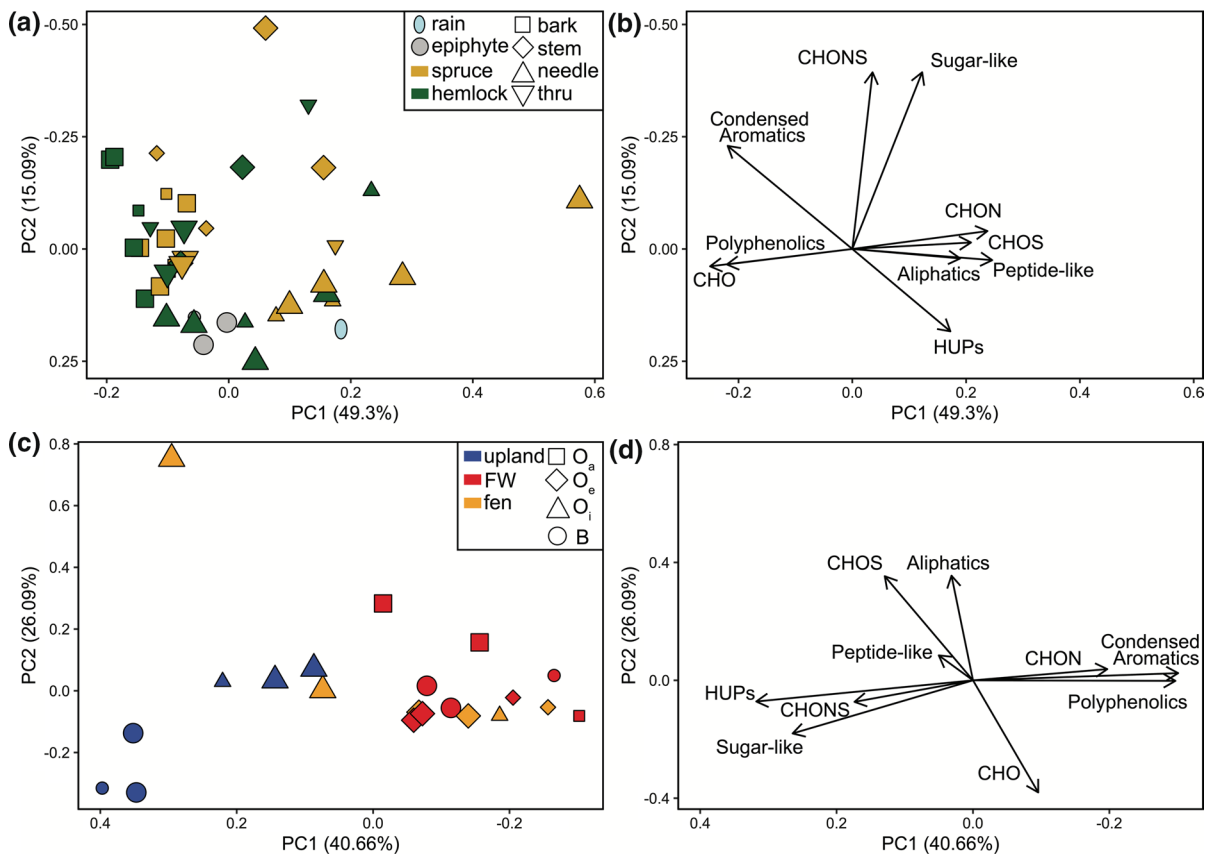 (a)
rain
bark
epiphyte
stem
spruce
needle
hemlock
thru
-0.50
-0.25
0.00
0.25
PC2 (15.09%)
-0.2
0.0
0.2
0.4
0.6
PC1 (49.3%)
(b)
CHONS
Sugar-like
Condensed
Aromatics
CHON
Polyphenolics
CHOS
CHO
Aliphatics
Peptide-like
HUPs
-0.50
-0.25
0.00
0.25
PC2 (15.09%)
-0.2
0.0
0.2
0.4
0.6
PC1 (49.3%)
(c)
upland
Oa
FW
Oe
fen
Oi
B
0.8
0.6
0.4
0.2
0.0
-0.2
PC2 (26.09%)
0.4
0.2
0.0
-0.2
PC1 (40.66%)
(d)
CHOS
Aliphatics
Peptide-like
CHON
Condensed
Aromatics
HUPs
CHONS
Polyphenolics
Sugar-like
CHO
0.8
0.4
0.0
-0.4
PC2 (26.09%)
0.4
0.2
0.0
-0.2
PC1 (40.66%)